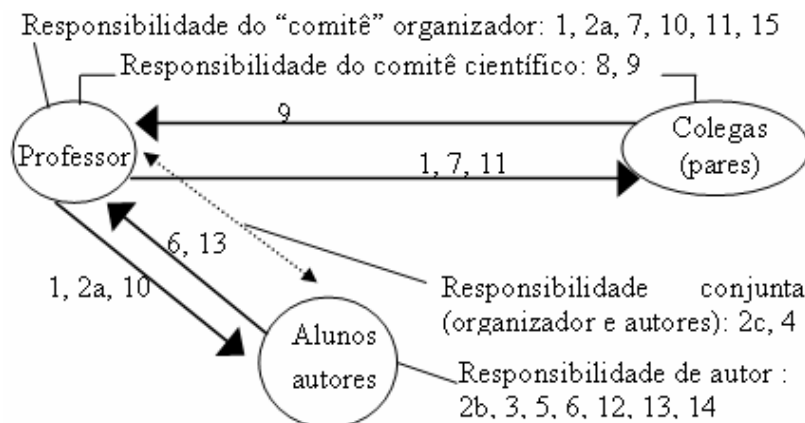 Responsibilidade do “comitê” organizador: 1, 2a, 7, 10, 11, 15
Responsibilidade do comitê científico: 8, 9
9
Professor
Colegas
(pares)
1, 7, 11
6, 13
1, 2a, 10
Responsibilidade conjunta
(organizador e autores): 2c, 4
Alunos
autores
Responsibilidade de autor :
2b, 3, 5, 6, 12, 13, 14